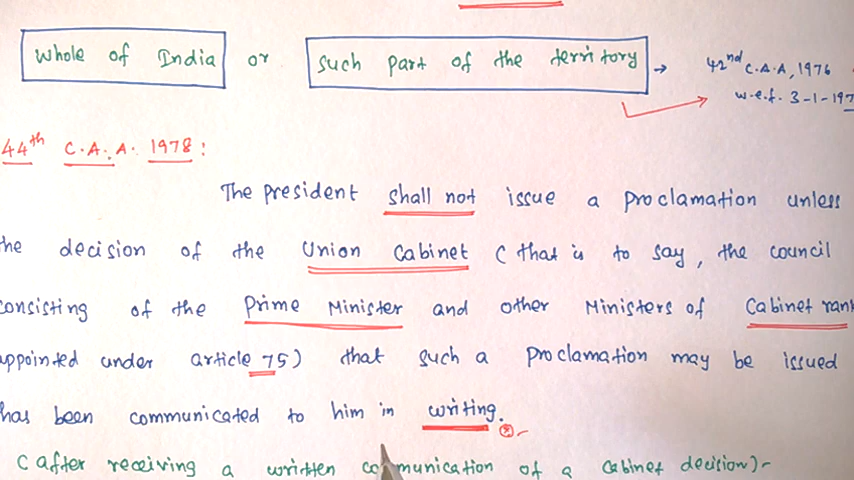 whole of India or such part of the territory → 42nd C.A.A, 1976
w.e.f. 3-1-197
44th C.A.A. 1978:
The president shall not issue a proclamation unless
he decision of the Union Cabinet (that is to say, the council
consisting of the Prime Minister and other Ministers of Cabinet rank
appointed under article 75) that such a proclamation may be issued
has been communicated to him in writing.
(after receiving a written communication of a cabinet decision)-